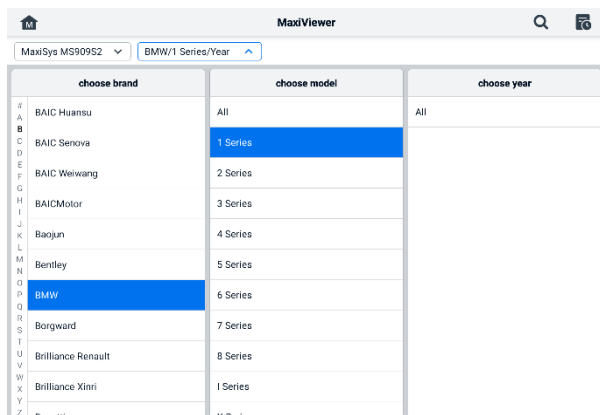 M
MaxiViewer
MaxiSys MS909S2
BMW/1 Series/Year
choose brand
choose model
choose year
#
A
B
C
D
E
F
G
H
I
J
K
L
M
N
O
P
Q
R
S
T
U
V
W
X
Y
Z
BAIC Huansu
BAIC Senova
BAIC Weiwang
BAICMotor
Baojun
Bentley
BMW
Borgward
Brilliance Renault
Brilliance Xinri
All
1 Series
2 Series
3 Series
4 Series
5 Series
6 Series
7 Series
8 Series
I Series
All